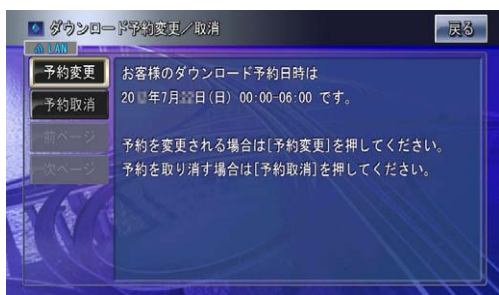 ダウンロード予約変更／取消
戻る
LAN
予約変更
予約取消
前ページ
次ページ
お客様のダウンロード予約日時は
20 年7月 日(日) 00:00-06:00 です。
予約を変更される場合は[予約変更]を押してください。
予約を取り消す場合は[予約取消]を押してください。